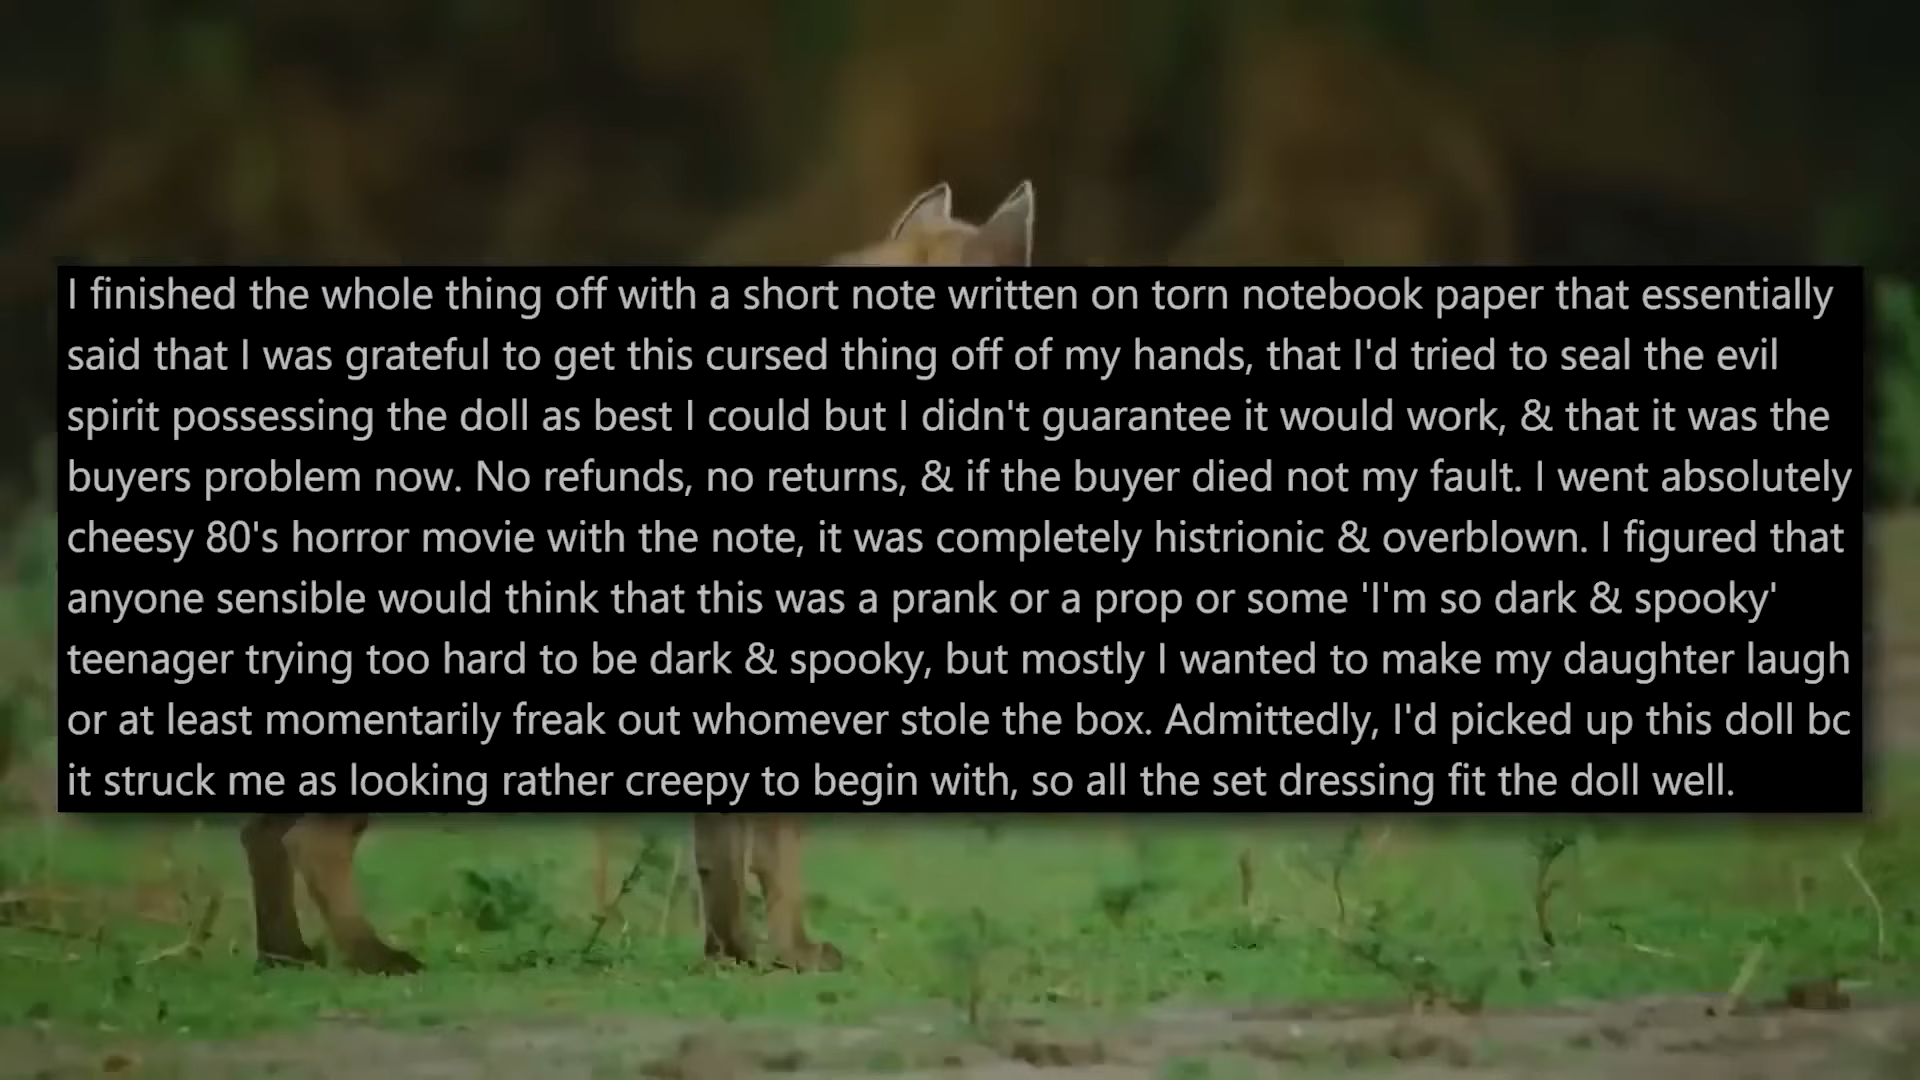 I finished the whole thing off with a short note written on torn notebook paper that essentially
said that I was grateful to get this cursed thing off of my hands, that I'd tried to seal the evil
spirit possessing the doll as best I could but I didn't guarantee it would work, & that it was the
buyers problem now. No refunds, no returns, & if the buyer died not my fault. I went absolutely
cheesy 80's horror movie with the note, it was completely histrionic & overblown. I figured that
anyone sensible would think that this was a prank or a prop or some 'I'm so dark & spooky'
teenager trying too hard to be dark & spooky, but mostly I wanted to make my daughter laugh
or at least momentarily freak out whomever stole the box. Admittedly, I'd picked up this doll bc
it struck me as looking rather creepy to begin with, so all the set dressing fit the doll well.